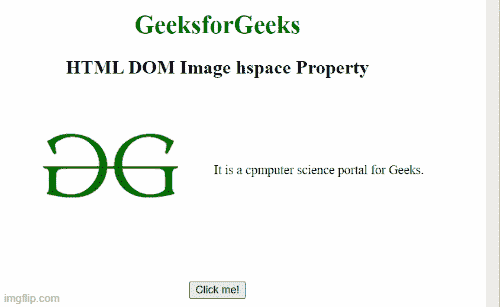 GeeksforGeeks
HTML DOM Image hspace Property
It is a cpmputer science portal for Geeks.
Click me!
imgflip.com